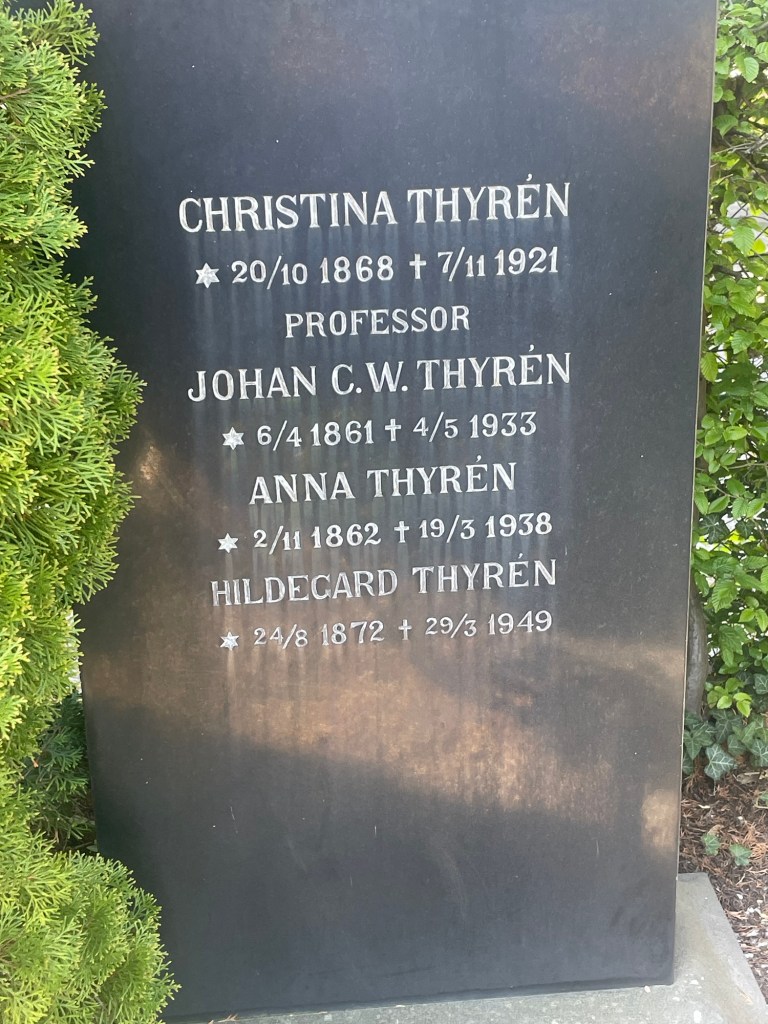 CHRISTINA THYRÉN
* 20/10 1868 † 7/11 1921
PROFESSOR
JOHAN C.W. THYRÉN
* 6/4 1861 † 4/5 1933
ANNA THYRÉN
* 2/11 1862 † 19/3 1938
HILDEGARD THYRÉN
* 24/8 1872 † 29/3 1949